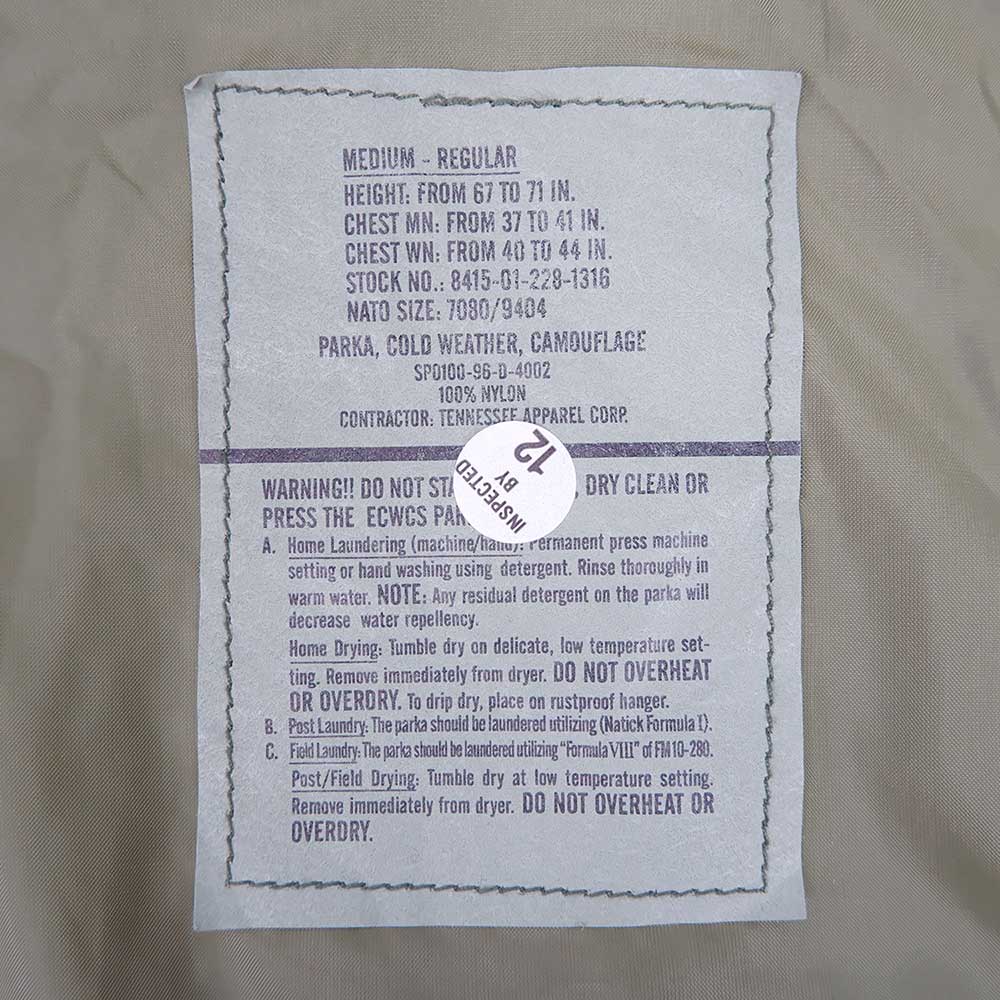 MEDIUM - REGULAR
HEIGHT: FROM 67 TO 71 IN.
CHEST MN: FROM 37 TO 41 IN.
CHEST WN: FROM 40 TO 44 IN.
STOCK NO.: 8415-01-228-1316
NATO SIZE: 7080/9404
PARKA, COLD WEATHER, CAMOUFLAGE
SPO100-96-D-4002
100% NYLON
CONTRACTOR: TENNESSEE APPAREL CORP.
INSPECTED
BY
12
WARNING!! DO NOT DRY CLEAN OR
PRESS THE ECWCS
A. Home Laundering (machine/hand): Permanent press machine
setting or hand washing using detergent. Rinse thoroughly in
warm water. NOTE: Any residual detergent on the parka will
decrease water repellency.
Home Drying: Tumble dry on delicate, low temperature set-
ting. Remove immediately from dryer. DO NOT OVERHEAT
OR OVERDRY. To drip dry, place on rustproof hanger.
B. Post Laundry: The parka should be laundered utilizing (Natick Formula I).
C. Field Laundry: The parka should be laundered utilizing "Formula VIII" of FM 10-280.
Post/Field Drying: Tumble dry at low temperature setting.
Remove immediately from dryer. DO NOT OVERHEAT OR
OVERDRY.